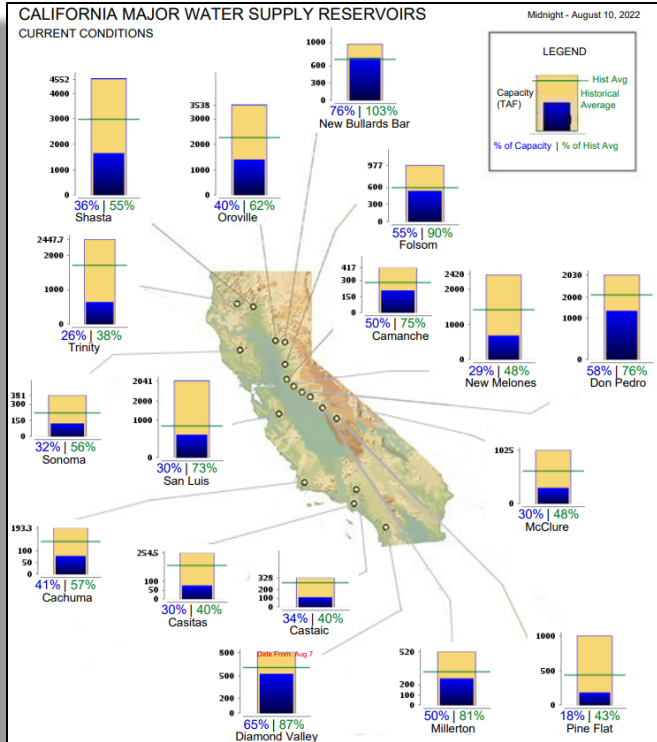 CALIFORNIA MAJOR WATER SUPPLY RESERVOIRS
Midnight - August 10, 2022
CURRENT CONDITIONS
LEGEND
Hist Avg
Capacity
(TAF)
Historical
Average
% of Capacity | % of Hist Avg
4552
4000
3000
2000
1000
0
36% | 55%
Shasta
3538
3000
2000
1000
0
40% | 62%
Oroville
1000
600
300
0
76% | 103%
New Bullards Bar
977
600
300
0
55% | 90%
Folsom
2447.7
2000
1000
0
26% | 38%
Trinity
417
300
150
0
50% | 75%
Camanche
2420
2000
1000
0
29% | 48%
New Melones
2030
2000
1000
0
58% | 76%
Don Pedro
381
300
150
0
32% | 56%
Sonoma
2041
2000
1000
0
30% | 73%
San Luis
1025
0
30% | 48%
McClure
193.3
100
50
0
41% | 57%
Cachuma
254.5
100
50
0
30% | 40%
Casitas
325
200
100
0
34% | 40%
Castaic
800
600
400
200
0
Data From: Aug 7
65% | 87%
Diamond Valley
520
200
100
0
50% | 81%
Millerton
1000
500
0
18% | 43%
Pine Flat